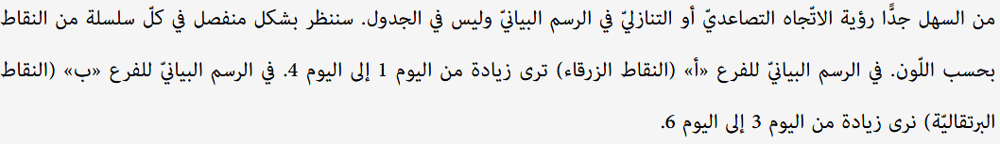 من السهل جدًّا رؤية الاتّجاه التصاعديّ أو التنازليّ في الرسم البيانيّ وليس في الجدول. سننظر بشكل منفصل في كلّ سلسلة من النقاط
بحسب اللّون. في الرسم البيانيّ للفرع «أ» (النقاط الزرقاء) ترى زيادة من اليوم 1 إلى اليوم 4. في الرسم البيانيّ للفرع «ب» (النقاط
البرتقاليّة) نرى زيادة من اليوم 3 إلى اليوم 6.